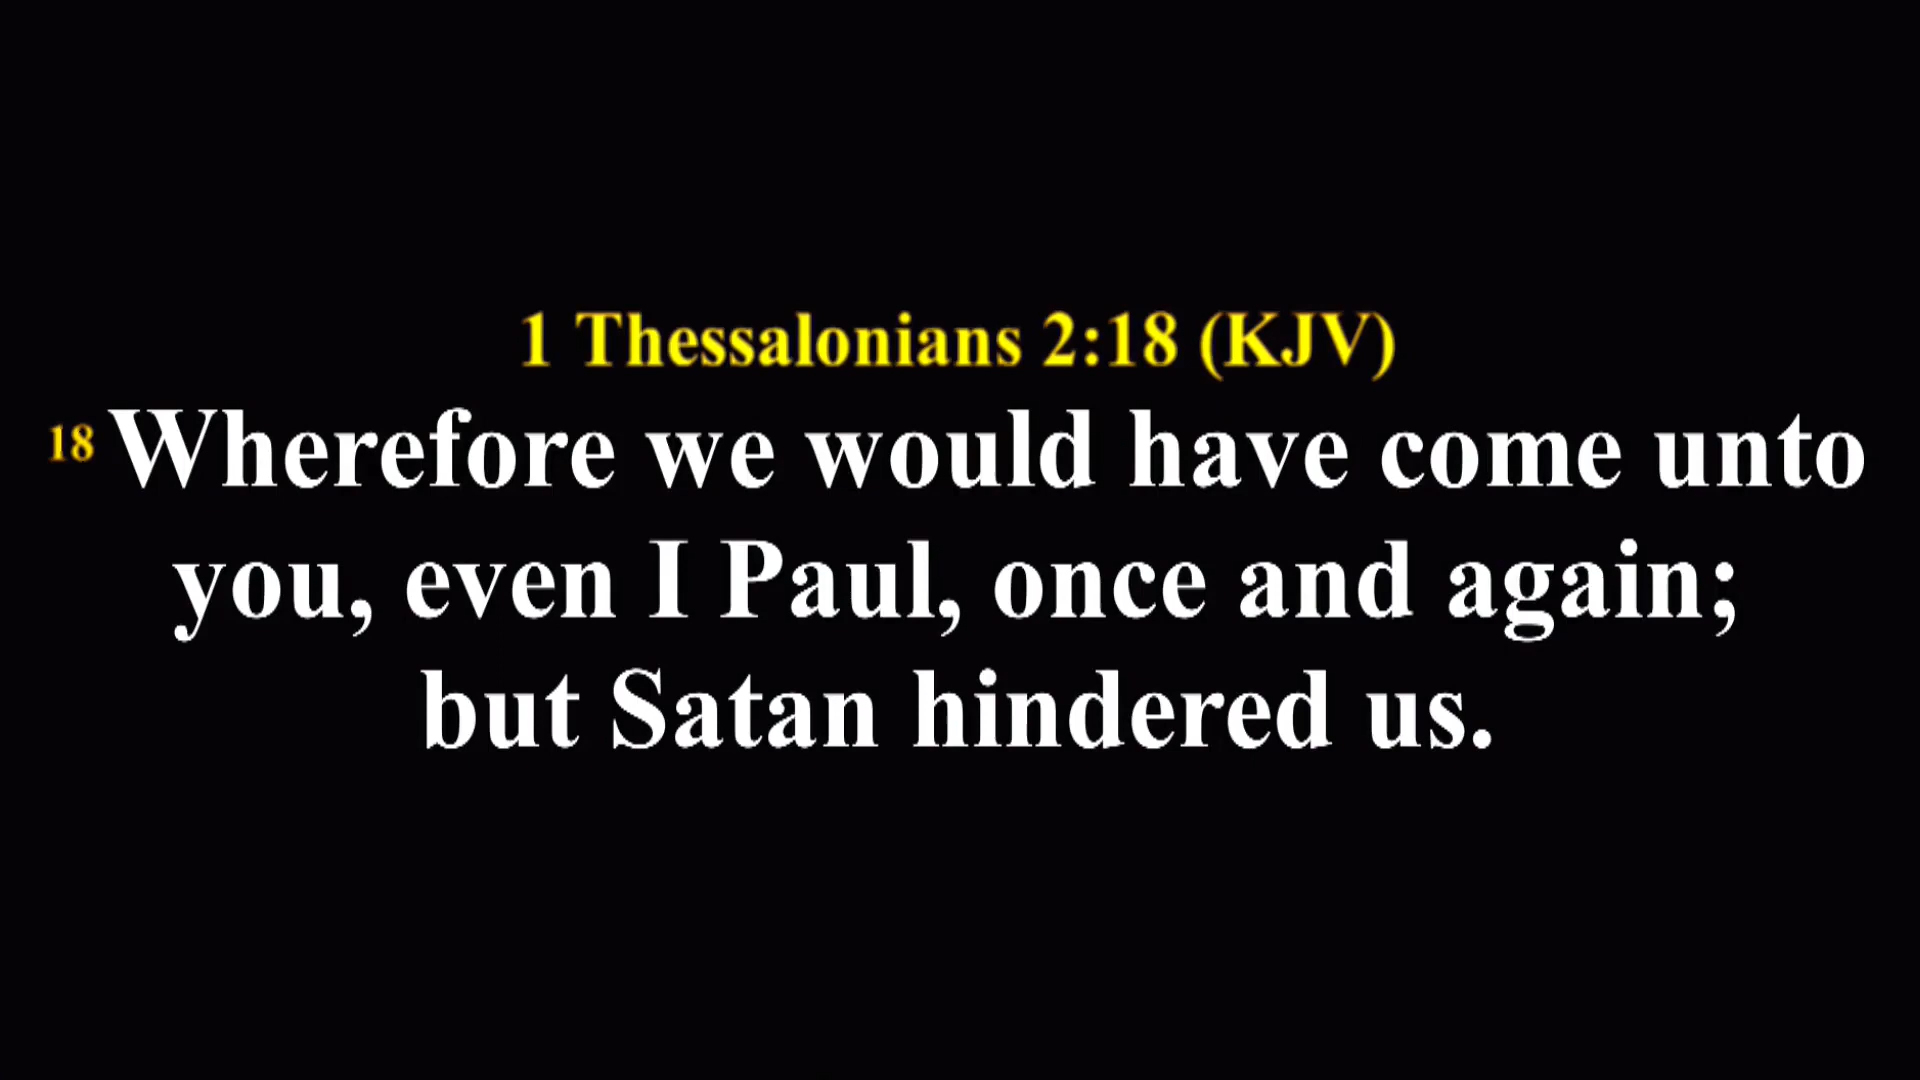 1 Thessalonians 2:18 (KJV)
18 Wherefore we would have come unto
you, even I Paul, once and again;
but Satan hindered us.